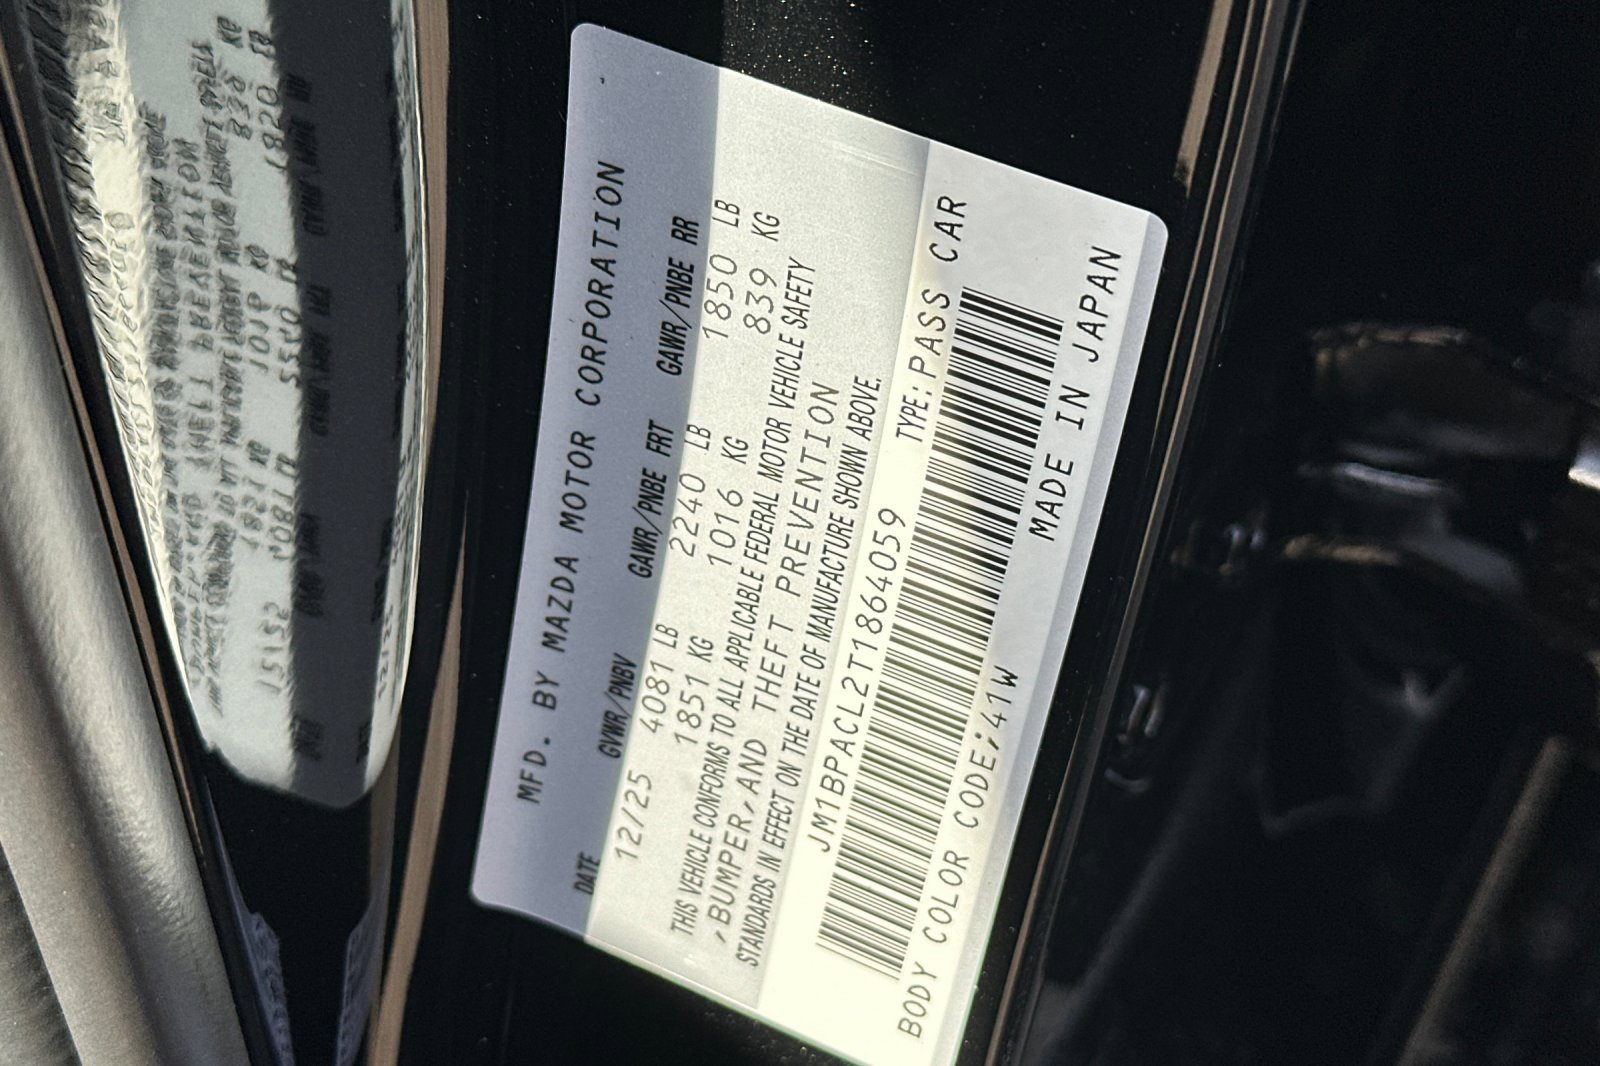 MFD. BY MAZDA MOTOR CORPORATION
DATE GVWR/PNBV GAWR/PNBE FRT GAWR/PNBE RR
12/25 4081 LB 2240 LB 1850 LB
1851 KG 1016 KG 839 KG
THIS VEHICLE CONFORMS TO ALL APPLICABLE FEDERAL MOTOR VEHICLE SAFETY
,BUMPER,AND THEFT PREVENTION
STANDARDS IN EFFECT ON THE DATE OF MANUFACTURE SHOWN ABOVE.
JM1BPACL2T1864059 TYPE:PASS CAR
BODY COLOR CODE;41W MADE IN JAPAN